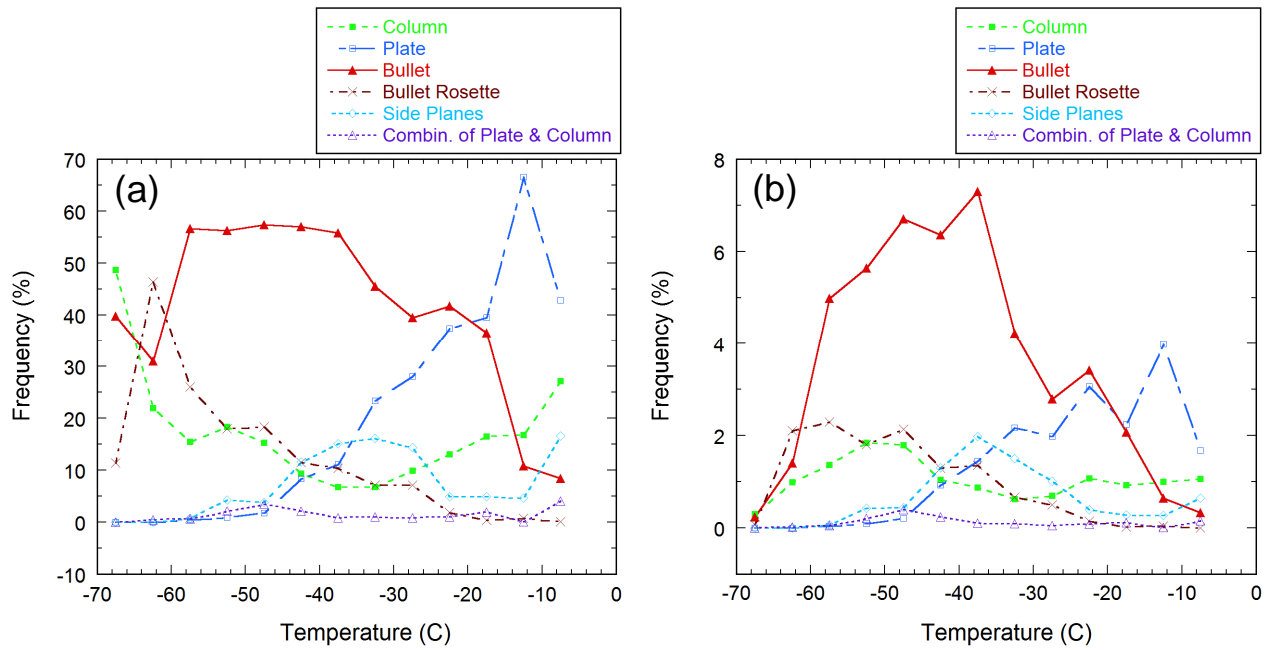 Column
Plate
Bullet
Bullet Rosette
Side Planes
Combin. of Plate & Column
(a)
Frequency (%)
70
60
50
40
30
20
10
0
-10
-70 -60 -50 -40 -30 -20 -10 0
Temperature (C)
Column
Plate
Bullet
Bullet Rosette
Side Planes
Combin. of Plate & Column
(b)
Frequency (%)
8
6
4
2
0
-70 -60 -50 -40 -30 -20 -10 0
Temperature (C)